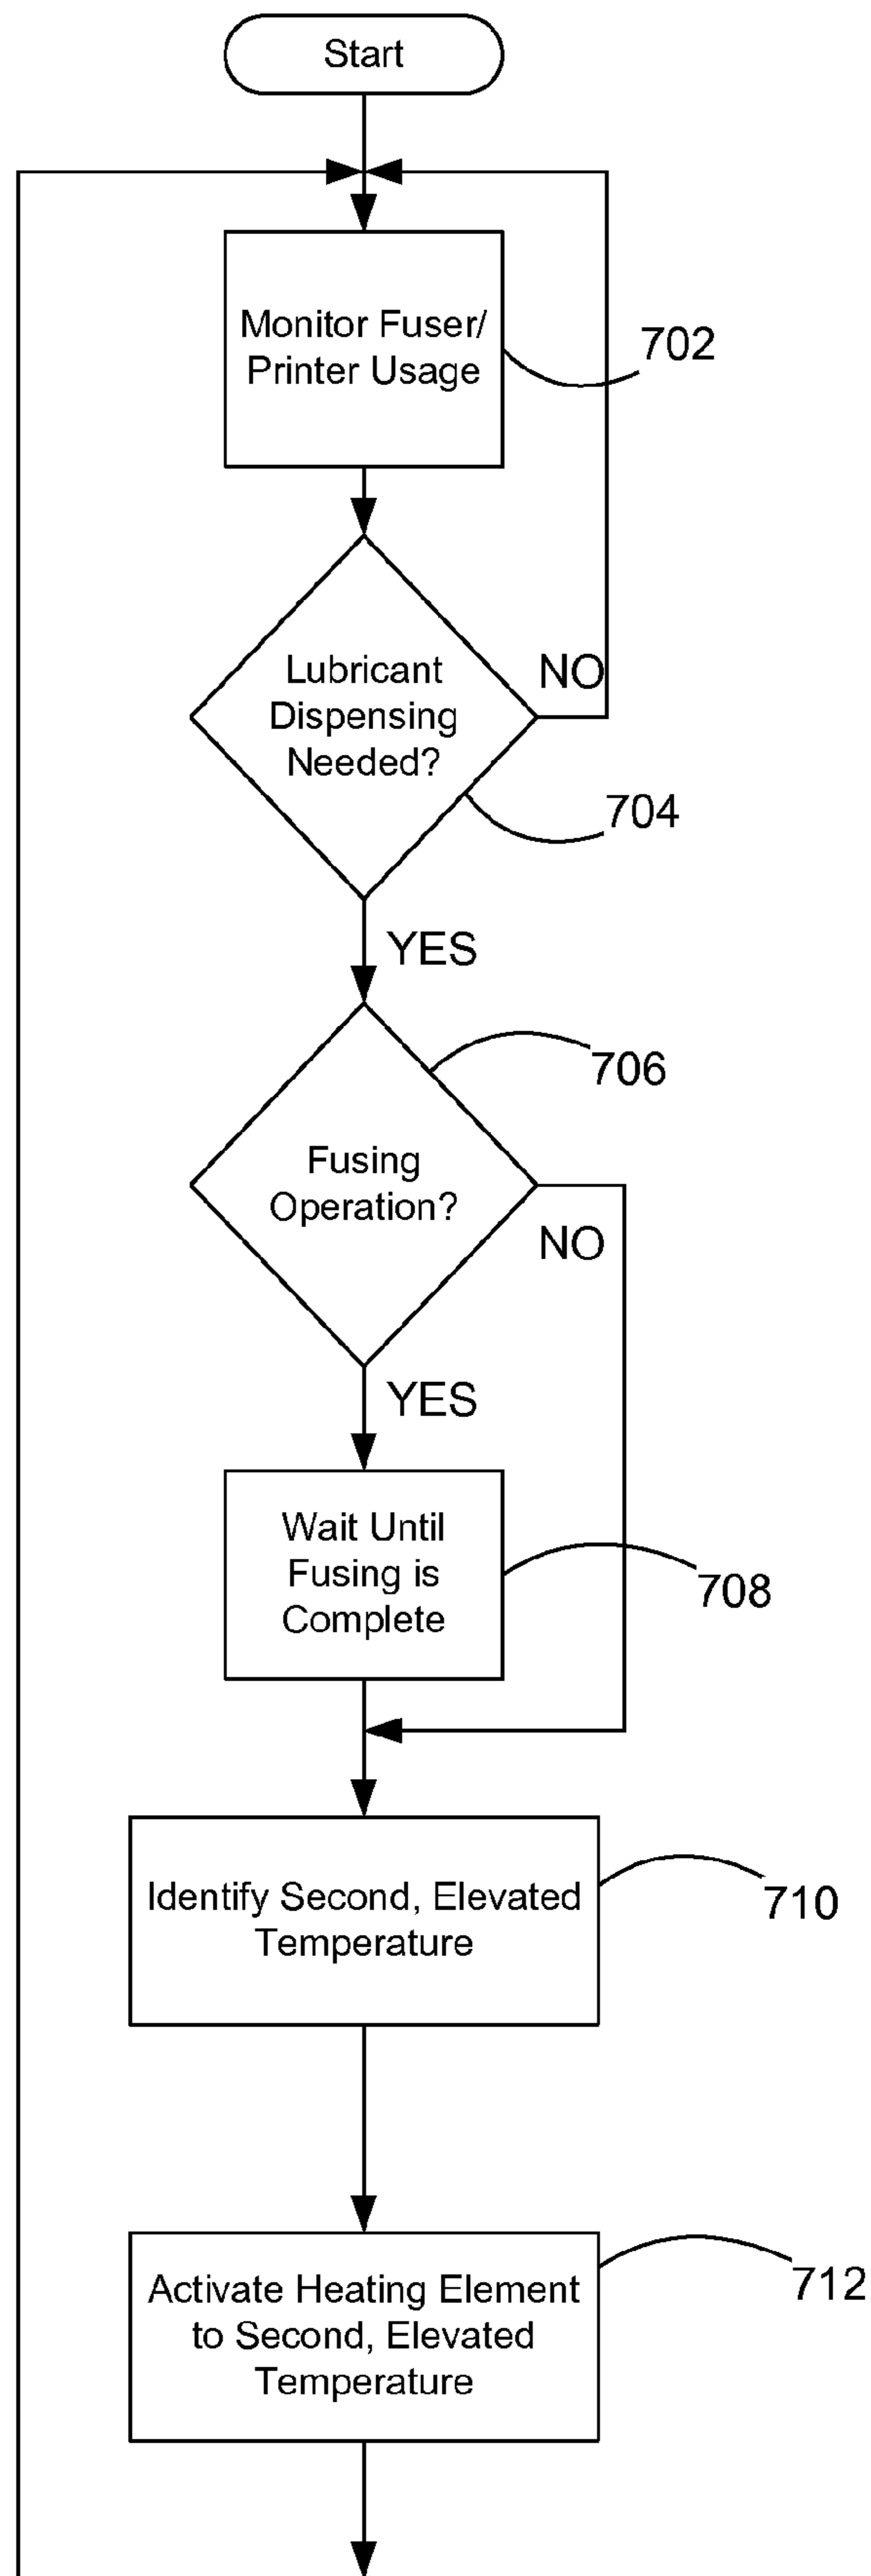 Start
Monitor Fuser/
Printer Usage
702
Lubricant
Dispensing
Needed?
NO
704
YES
706
Fusing
Operation?
NO
YES
Wait Until
Fusing is
Complete
708
Identify Second, Elevated
Temperature
710
Activate Heating Element
to Second, Elevated
Temperature
712